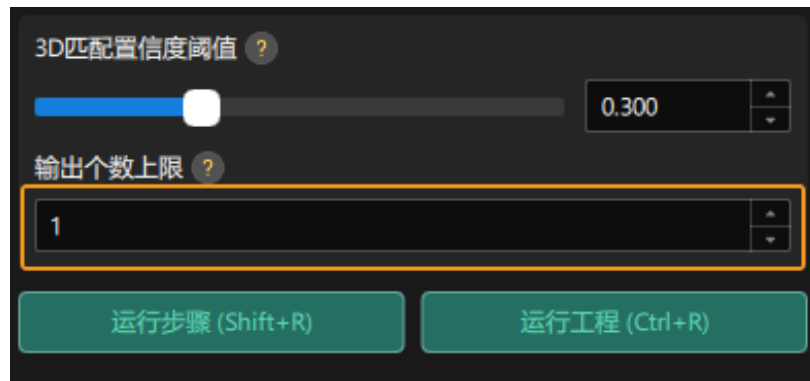 3D匹配置信度阈值 ?
0.300
输出个数上限 ?
1
运行步骤 (Shift+R)
运行工程 (Ctrl+R)